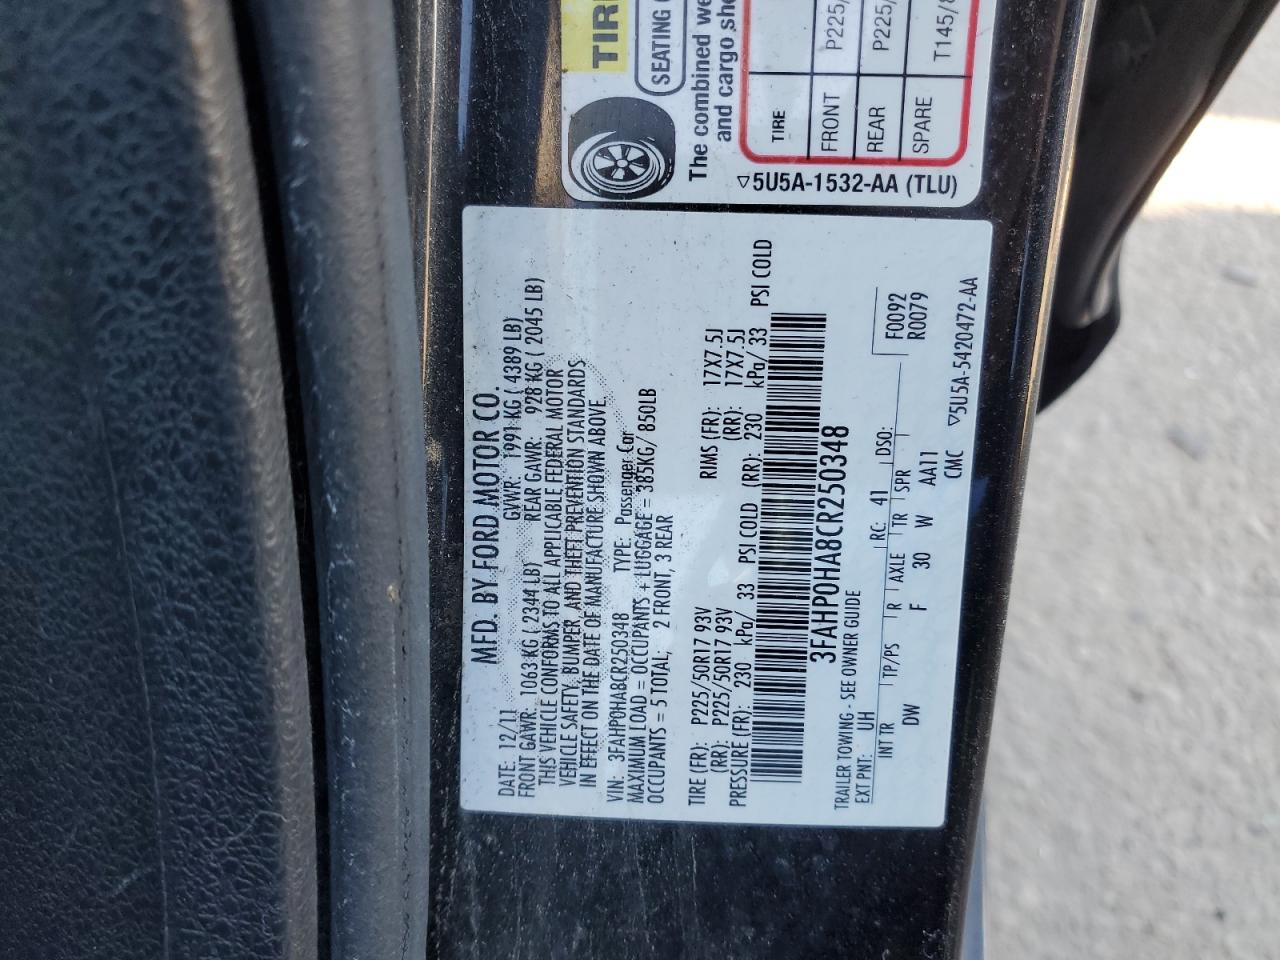 MFD. BY FORD MOTOR CO.
DATE: 12/11 GVWR: 1991 KG ( 4389 LB)
FRONT GAWR: 1063 KG ( 2344 LB) REAR GAWR: 928 KG ( 2045 LB)
THIS VEHICLE CONFORMS TO ALL APPLICABLE FEDERAL MOTOR
VEHICLE SAFETY, BUMPER, AND THEFT PREVENTION STANDARDS
IN EFFECT ON THE DATE OF MANUFACTURE SHOWN ABOVE.
VIN: 3FAHP0HA8CR250348 TYPE: Passenger Car
MAXIMUM LOAD = OCCUPANTS + LUGGAGE = 385KG/ 850LB
OCCUPANTS = 5 TOTAL, 2 FRONT, 3 REAR
TIRE (FR): P225/50R17 93V RIMS (FR): 17X7.5J
(RR): P225/50R17 93V (RR): 17X7.5J
PRESSURE (FR): 230 kPa/ 33 PSI COLD (RR): 230 kPa/ 33 PSI COLD
3FAHP0HA8CR250348
TRAILER TOWING - SEE OWNER GUIDE
EXT PNT: UH RC: 41 DSO:
INT TR TP/PS R AXLE TR SPR
DW F 30 W AA11
CMC
F0092
R0079
▽5U5A-5420472-AA
TIR
SEATING
The combined we
and cargo sho
TIRE
FRONT P225/
REAR P225/
SPARE T145/8
▽5U5A-1532-AA (TLU)